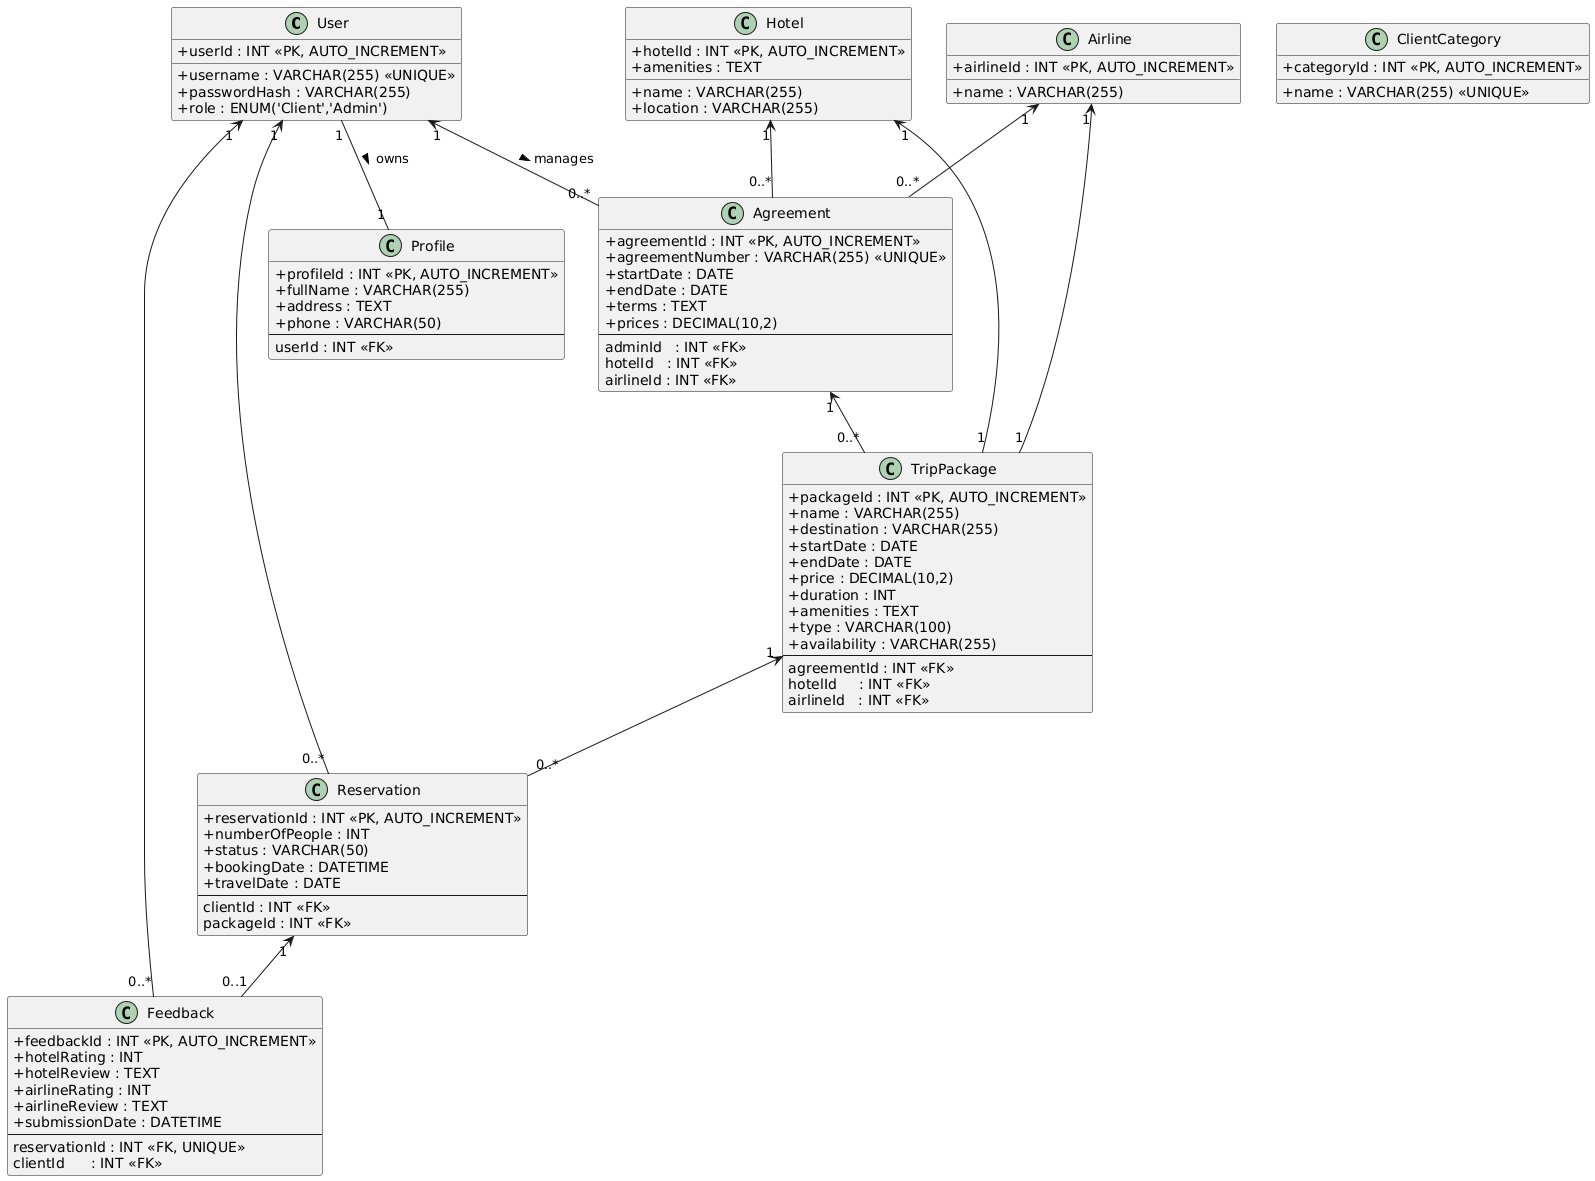 C User
+userId : INT «PK, AUTO_INCREMENT»
+username : VARCHAR(255) «UNIQUE»
+passwordHash : VARCHAR(255)
+role : ENUM('Client','Admin')
C Hotel
+hotelId : INT «PK, AUTO_INCREMENT»
+amenities : TEXT
+name : VARCHAR(255)
+location : VARCHAR(255)
C Airline
+airlineId : INT «PK, AUTO_INCREMENT»
+name : VARCHAR(255)
C ClientCategory
+categoryId : INT «PK, AUTO_INCREMENT»
+name : VARCHAR(255) «UNIQUE»
1
1
1
1
1
1
1
1
owns
manages
1
0..*
0..*
0..*
C Profile
+profileId : INT «PK, AUTO_INCREMENT»
+fullName : VARCHAR(255)
+address : TEXT
+phone : VARCHAR(50)
userId : INT «FK»
C Agreement
+agreementId : INT «PK, AUTO_INCREMENT»
+agreementNumber : VARCHAR(255) «UNIQUE»
+startDate : DATE
+endDate : DATE
+terms : TEXT
+prices : DECIMAL(10,2)
adminId : INT «FK»
hotelId : INT «FK»
airlineId : INT «FK»
1
0..*
1
1
C TripPackage
+packageId : INT «PK, AUTO_INCREMENT»
+name : VARCHAR(255)
+destination : VARCHAR(255)
+startDate : DATE
+endDate : DATE
+price : DECIMAL(10,2)
+duration : INT
+amenities : TEXT
+type : VARCHAR(100)
+availability : VARCHAR(255)
agreementId : INT «FK»
hotelId : INT «FK»
airlineId : INT «FK»
1
0..*
0..*
C Reservation
+reservationId : INT «PK, AUTO_INCREMENT»
+numberOfPeople : INT
+status : VARCHAR(50)
+bookingDate : DATETIME
+travelDate : DATE
clientId : INT «FK»
packageId : INT «FK»
1
0..*
0..1
C Feedback
+feedbackId : INT «PK, AUTO_INCREMENT»
+hotelRating : INT
+hotelReview : TEXT
+airlineRating : INT
+airlineReview : TEXT
+submissionDate : DATETIME
reservationId : INT «FK, UNIQUE»
clientId : INT «FK»